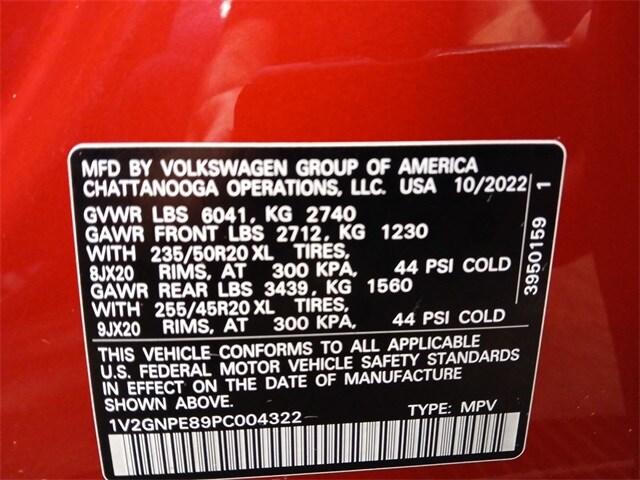 MFD BY VOLKSWAGEN GROUP OF AMERICA
CHATTANOOGA OPERATIONS, LLC. USA 10/2022
GVWR LBS 6041, KG 2740
GAWR FRONT LBS 2712, KG 1230
WITH 235/50R20 XL TIRES,
8JX20 RIMS, AT 300 KPA, 44 PSI COLD
GAWR REAR LBS 3439, KG 1560
WITH 255/45R20 XL TIRES,
9JX20 RIMS, AT 300 KPA, 44 PSI COLD
THIS VEHICLE CONFORMS TO ALL APPLICABLE
U.S. FEDERAL MOTOR VEHICLE SAFETY STANDARDS
IN EFFECT ON THE DATE OF MANUFACTURE
SHOWN ABOVE.
1V2GNPE89PC004322 TYPE: MPV
3950159 1